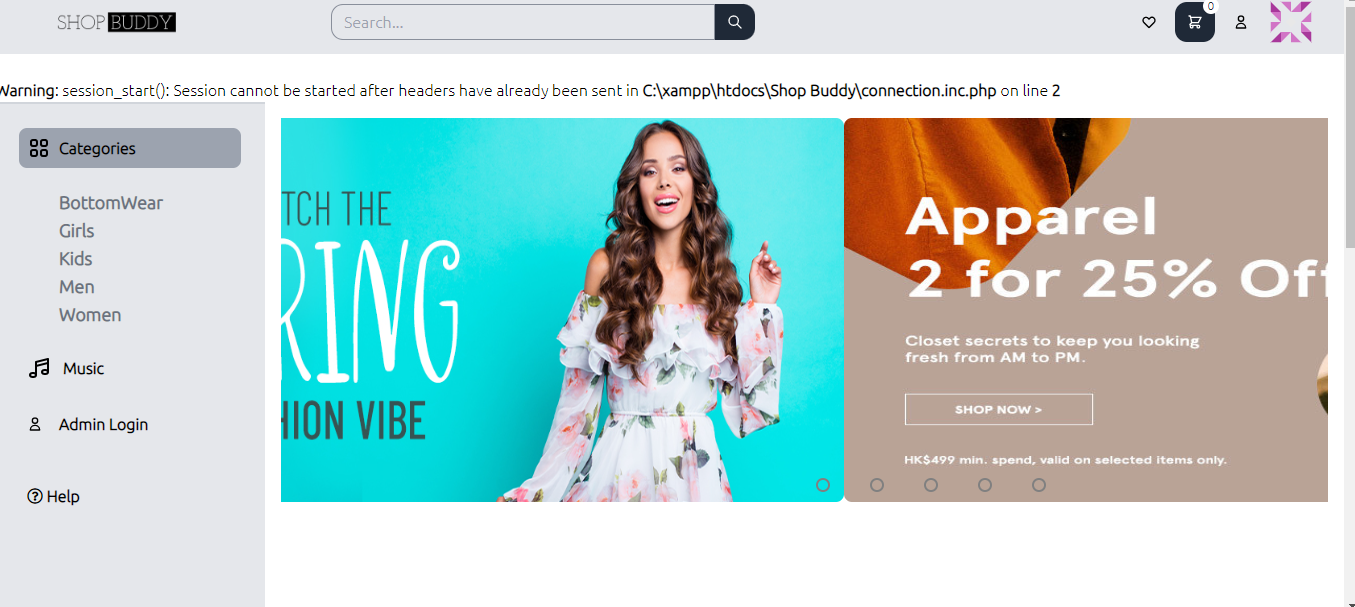 SHOP BUDDY
Search...
0
Warning: session_start(): Session cannot be started after headers have already been sent in C:\xampp\htdocs\Shop Buddy\connection.inc.php on line 2
Categories
BottomWear
Girls
Kids
Men
Women
Music
Admin Login
Help
TCH THE
RING
HION VIBE
Apparel
2 for 25% Off
Closet secrets to keep you looking
fresh from AM to PM.
SHOP NOW >
HK$499 min. spend, valid on selected items only.